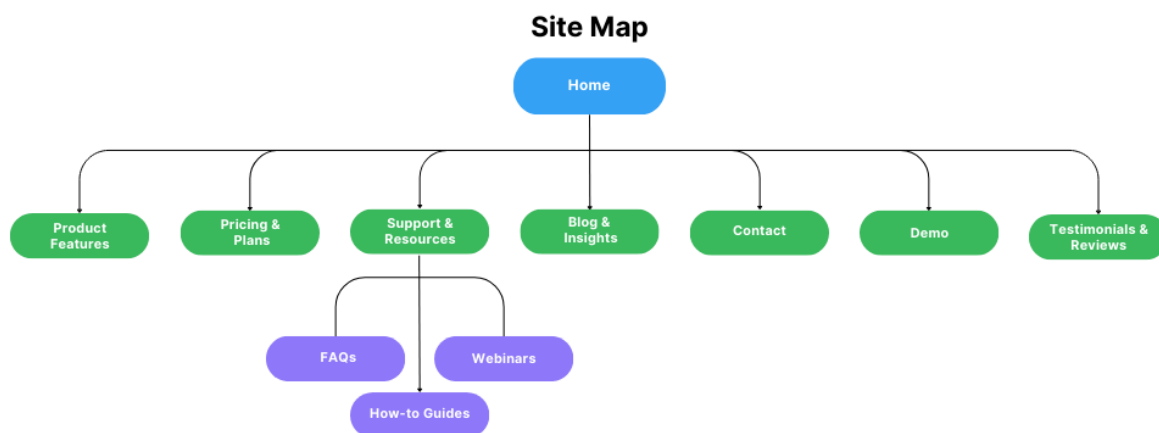 Site Map
Home
Product
Features
Pricing &
Plans
Support &
Resources
Blog &
Insights
Contact
Demo
Testimonials &
Reviews
FAQs
Webinars
How-to Guides